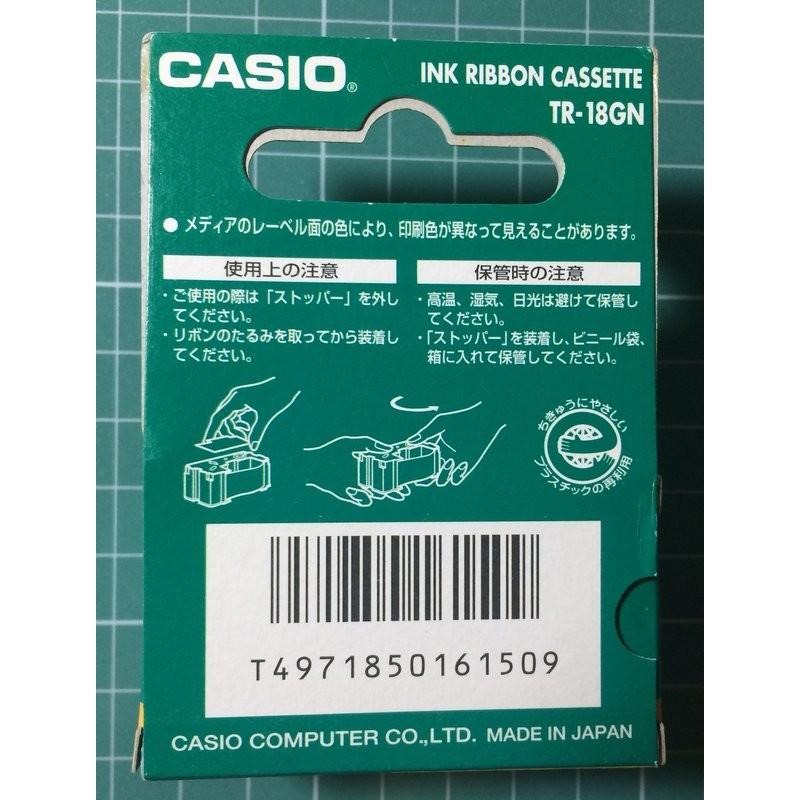 CASIO®
INK RIBBON CASSETTE
TR-18GN
● メディアのレーベル面の色により、印刷色が異なって見えることがあります。
使用上の注意
・ご使用の際は「ストッパー」を外し
てください。
・リボンのたるみを取ってから装着し
てください。
保管時の注意
・高温、湿気、日光は避けて保管し
てください。
・「ストッパー」を装着し、ビニール袋、
箱に入れて保管してください。
ちきゅうにやさしい
プラスチックの再利用
T4971850161509
CASIO COMPUTER CO.,LTD. MADE IN JAPAN